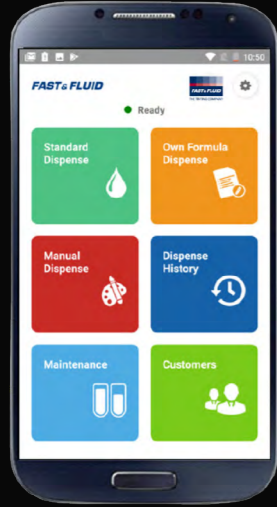 10:50
FAST& FLUID
FAST& FLUID
Ready
Standard
Dispense
Own Formula
Dispense
Manual
Dispense
Dispense
History
Maintenance
Customers